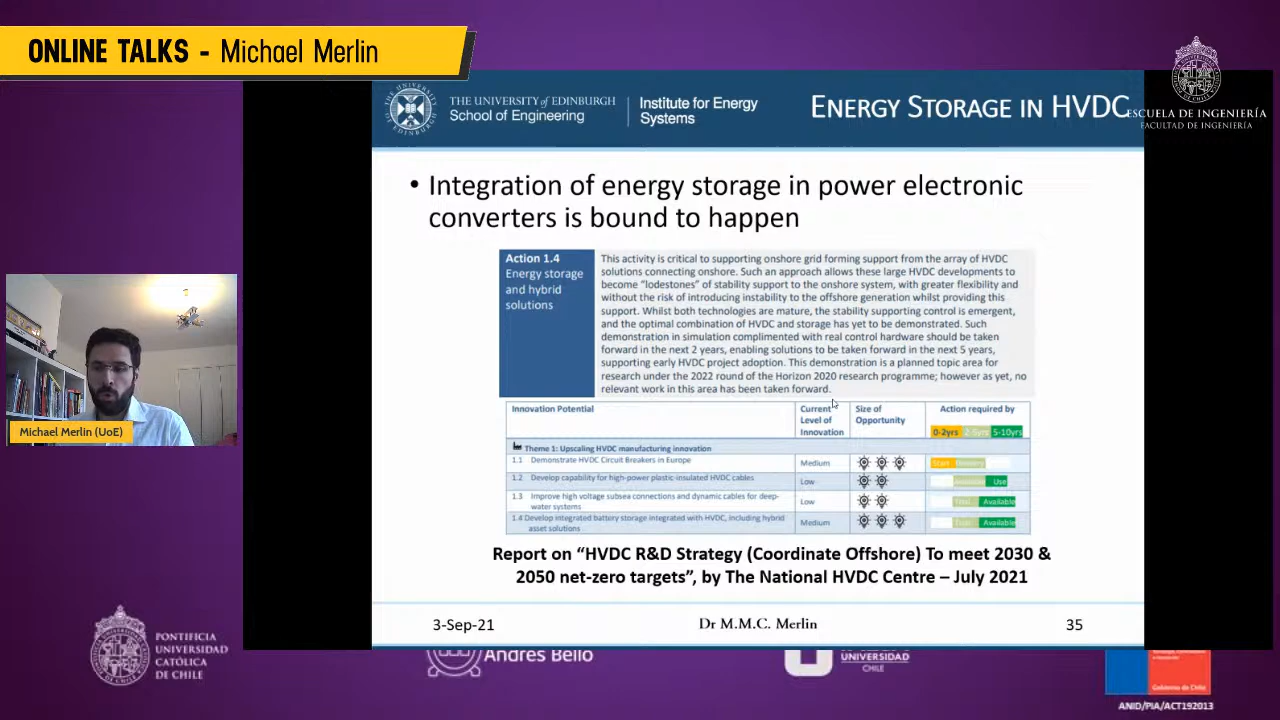 ONLINE TALKS - Michael Merlin
THE UNIVERSITY of EDINBURGH
School of Engineering
Institute for Energy
Systems
ENERGY STORAGE IN HVDC
ESCUELA DE INGENIERÍA
FACULTAD DE INGENIERÍA
• Integration of energy storage in power electronic
converters is bound to happen
Action 1.4
Energy storage
and hybrid
solutions
This activity is critical to supporting onshore grid forming support from the array of HVDC
solutions connecting onshore. Such an approach allows these large HVDC developments to
become "lodestones" of stability support to the onshore system, with greater flexibility and
without the risk of introducing instability to the offshore generation whilst providing this
support. Whilst both technologies are mature, the stability supporting control is emergent,
and the optimal combination of HVDC and storage has yet to be demonstrated. Such
demonstration in simulation complimented with real control hardware should be taken
forward in the next 2 years, enabling solutions to be taken forward in the next 5 years,
supporting early HVDC project adoption. This demonstration is a planned topic area for
research under the 2022 round of the Horizon 2020 research programme; however as yet, no
relevant work in this area has been taken forward.
Innovation Potential
Current
Level of
Innovation
Size of
Opportunity
Action required by
0-2yrs 2-5yrs 5-10yrs
Theme 1: Upscaling HVDC manufacturing innovation
1.1 Demonstrate HVDC Circuit Breakers in Europe
Medium
Start
1.2 Develop capability for high-power plastic-insulated HVDC cables
Low
Use
1.3 Improve high voltage subsea connections and dynamic cables for deep-
water systems
Low
Trial Available
1.4 Develop integrated battery storage integrated with HVDC, including hybrid
asset solutions
Medium
Trial Available
Report on "HVDC R&D Strategy (Coordinate Offshore) To meet 2030 &
2050 net-zero targets", by The National HVDC Centre – July 2021
3-Sep-21
Dr M.M.C. Merlin
35
Michael Merlin (UoE)
PONTIFICIA
UNIVERSIDAD
CATÓLICA
DE CHILE
Andres Bello
UNIVERSIDAD
CHILE
Gobierno de Chile
ANID/PIA/ACT192013